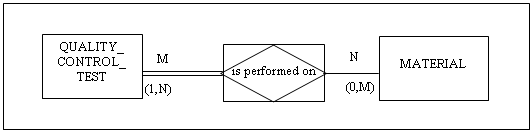 QUALITY_
CONTROL_
TEST
M
(1,N)
is performed on
N
(0,M)
MATERIAL